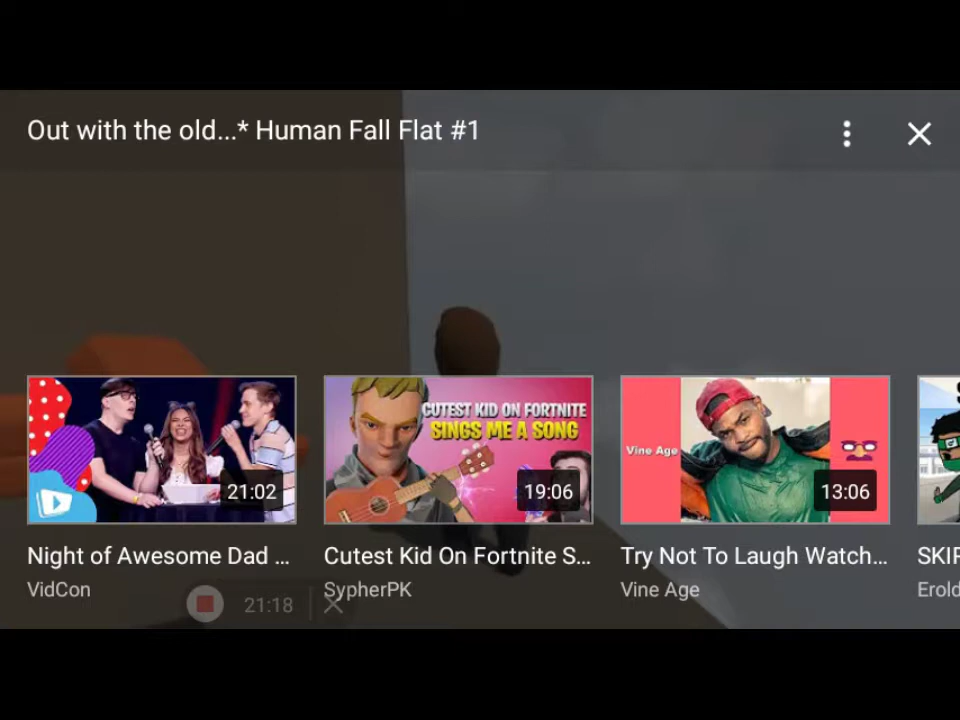 Out with the old...* Human Fall Flat #1
CUTEST KID ON FORTNITE
SINGS ME A SONG
Vine Age
21:02
19:06
13:06
Night of Awesome Dad ...
Cutest Kid On Fortnite S...
Try Not To Laugh Watch...
SKIP
VidCon
SypherPK
Vine Age
Erold
21:18